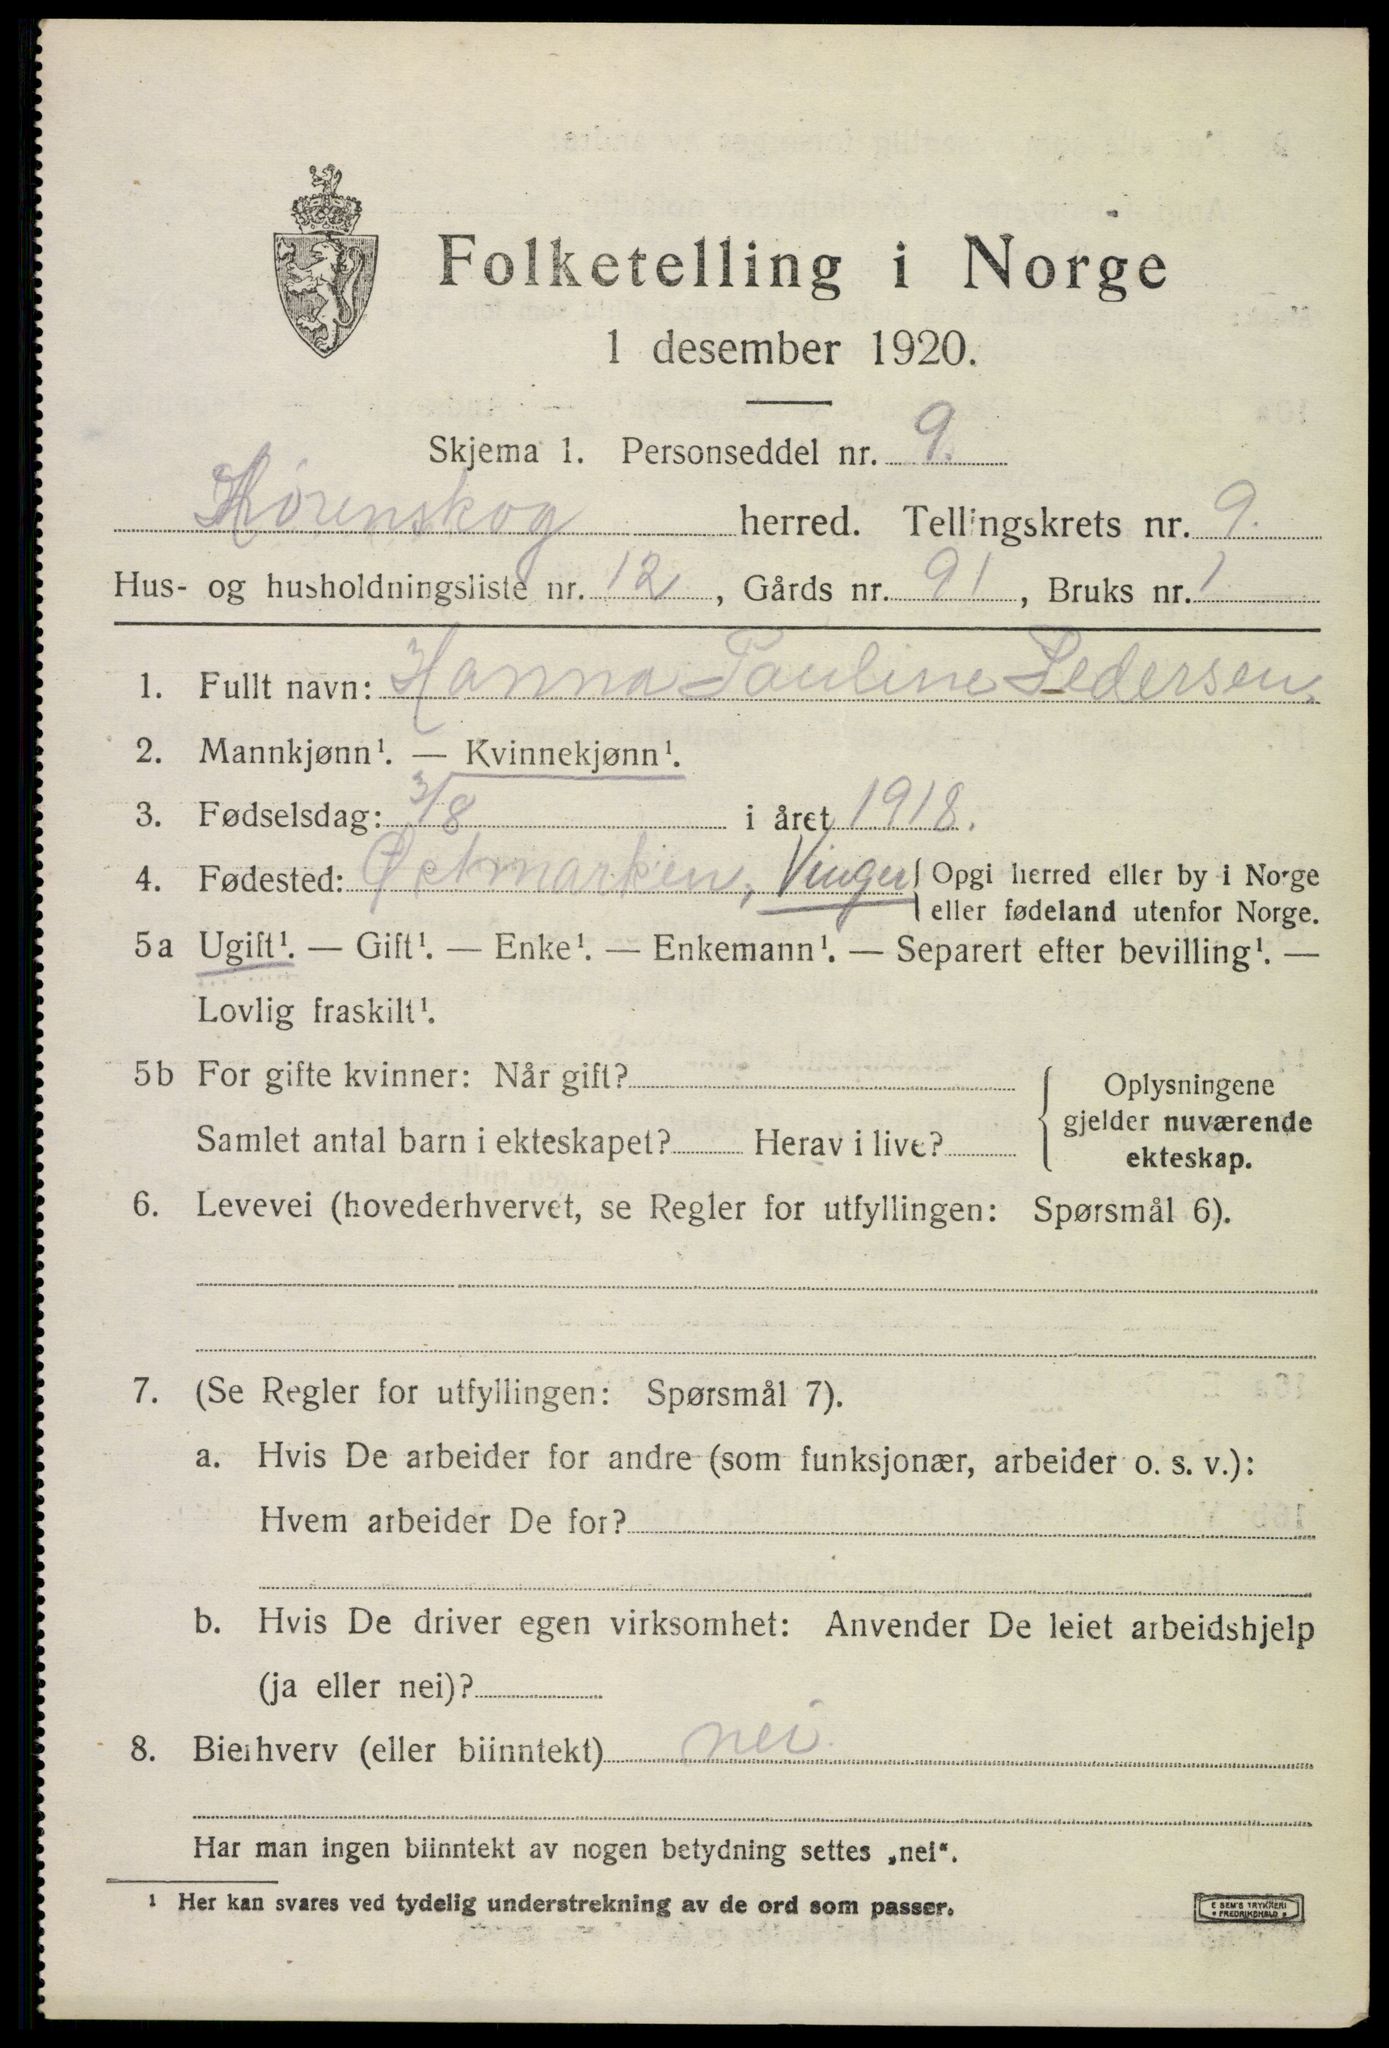 Folketelling i Norge
1 desember 1920.
Skjema 1. Personseddel nr. 9.
Lørenskog herred. Tellingskrets nr. 9.
Hus- og husholdningsliste nr. 12, Gårds nr. 91, Bruks nr. 1
1. Fullt navn: Hanna Pauline Pedersen.
2. Mannkjønn¹. — Kvinnekjønn¹.
3. Fødselsdag: 3/8 i året 1918.
4. Fødested: Østmarken, Vinger { Opgi herred eller by i Norge
eller fødeland utenfor Norge.
5a Ugift¹. — Gift¹. — Enke¹. — Enkemann¹. — Separert efter bevilling¹. —
Lovlig fraskilt¹.
5b For gifte kvinner: Når gift?
Samlet antal barn i ekteskapet? Herav i live?
Oplysningene
gjelder nuværende
ekteskap.
6. Levevei (hovederhvervet, se Regler for utfyllingen: Spørsmål 6).
7. (Se Regler for utfyllingen: Spørsmål 7).
a. Hvis De arbeider for andre (som funksjonær, arbeider o. s. v.):
Hvem arbeider De for?
b. Hvis De driver egen virksomhet: Anvender De leiet arbeidshjelp
(ja eller nei)?
8. Bierhverv (eller biinntekt) nei.
Har man ingen biinntekt av nogen betydning settes „nei“.
¹ Her kan svares ved tydelig understrekning av de ord som passer.
E SEM'S TRYKKERI
FREDRIKSHALD